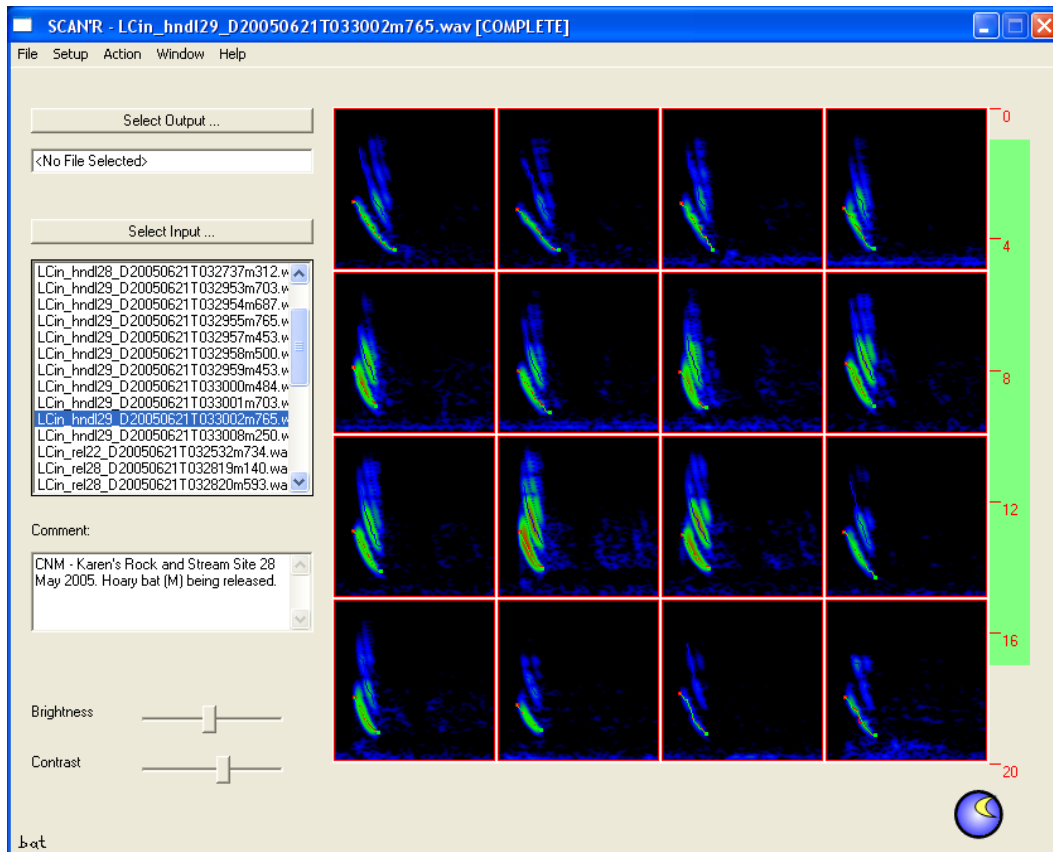 SCAN'R - LCin_hndl29_D20050621T033002m765.wav [COMPLETE]
File Setup Action Window Help
Select Output ...
<No File Selected>
Select Input ...
LCin_hndl28_D20050621T032737m312.w
LCin_hndl29_D20050621T032953m703.w
LCin_hndl29_D20050621T032954m687.w
LCin_hndl29_D20050621T032955m765.w
LCin_hndl29_D20050621T032957m453.w
LCin_hndl29_D20050621T032958m500.w
LCin_hndl29_D20050621T032959m453.w
LCin_hndl29_D20050621T033000m484.w
LCin_hndl29_D20050621T033001m703.w
LCin_hndl29_D20050621T033002m765.w
LCin_hndl29_D20050621T033008m250.w
LCin_rel22_D20050621T032532m734.wa
LCin_rel28_D20050621T032819m140.wa
LCin_rel28_D20050621T032820m593.wa
Comment:
CNM - Karen's Rock and Stream Site 28
May 2005. Hoary bat (M) being released.
Brightness
Contrast
bat
0
4
8
12
16
20